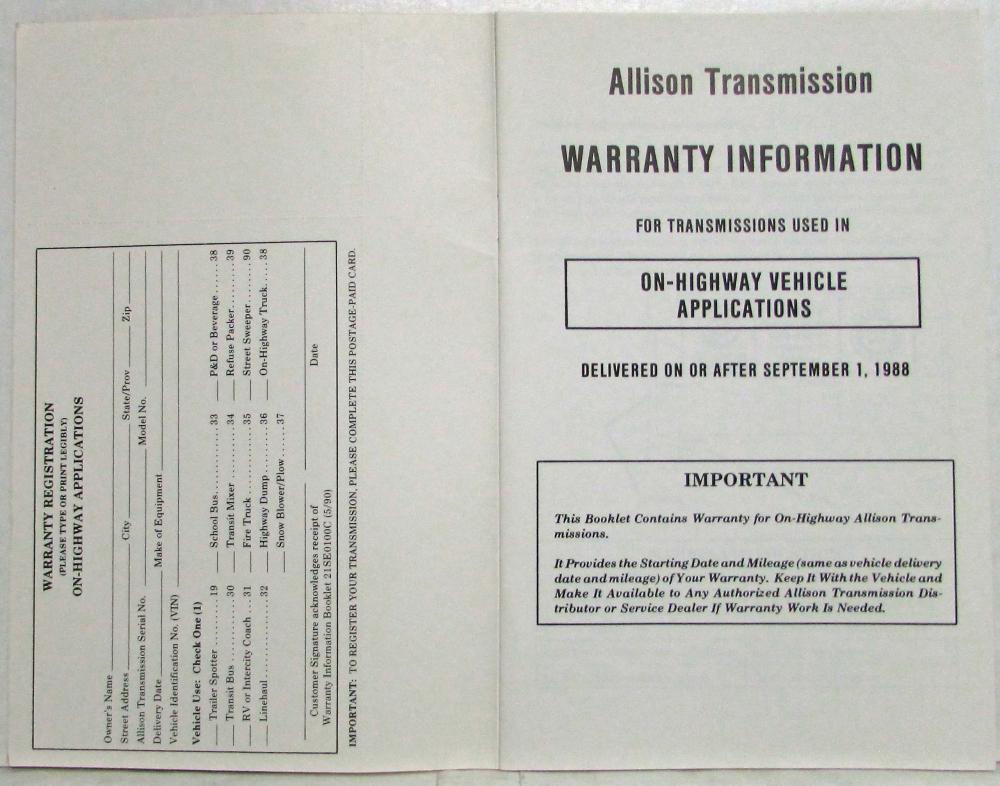 WARRANTY REGISTRATION
(PLEASE TYPE OR PRINT LEGIBLY)
ON-HIGHWAY APPLICATIONS
Owner's Name
Street Address City State/Prov Zip
Allison Transmission Serial No. Model No.
Delivery Date Make of Equipment
Vehicle Identification No. (VIN)
Vehicle Use: Check One (1)
Trailer Spotter.........19 School Bus..........33 P&D or Beverage......38
Transit Bus............30 Transit Mixer........34 Refuse Packer........39
RV or Intercity Coach...31 Fire Truck...........35 Street Sweeper.......90
Linehaul...............32 Highway Dump.......36 On-Highway Truck.....38
Snow Blower/Plow.....37
Customer Signature acknowledges receipt of Date
Warranty Information Booklet 21SE0100C (5/90)
IMPORTANT: TO REGISTER YOUR TRANSMISSION, PLEASE COMPLETE THIS POSTAGE-PAID CARD.
Allison Transmission
WARRANTY INFORMATION
FOR TRANSMISSIONS USED IN
ON-HIGHWAY VEHICLE
APPLICATIONS
DELIVERED ON OR AFTER SEPTEMBER 1, 1988
IMPORTANT
This Booklet Contains Warranty for On-Highway Allison Trans-
missions.
It Provides the Starting Date and Mileage (same as vehicle delivery
date and mileage) of Your Warranty. Keep It With the Vehicle and
Make It Available to Any Authorized Allison Transmission Dis-
tributor or Service Dealer If Warranty Work Is Needed.